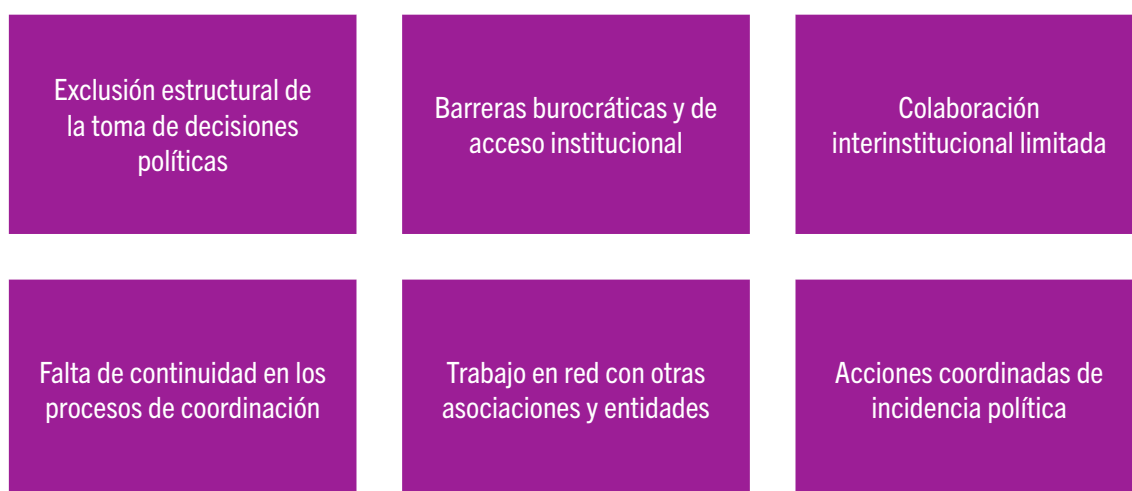 Exclusión estructural de
la toma de decisiones
políticas
Barreras burocráticas y de
acceso institucional
Colaboración
interinstitucional limitada
Falta de continuidad en los
procesos de coordinación
Trabajo en red con otras
asociaciones y entidades
Acciones coordinadas de
incidencia política